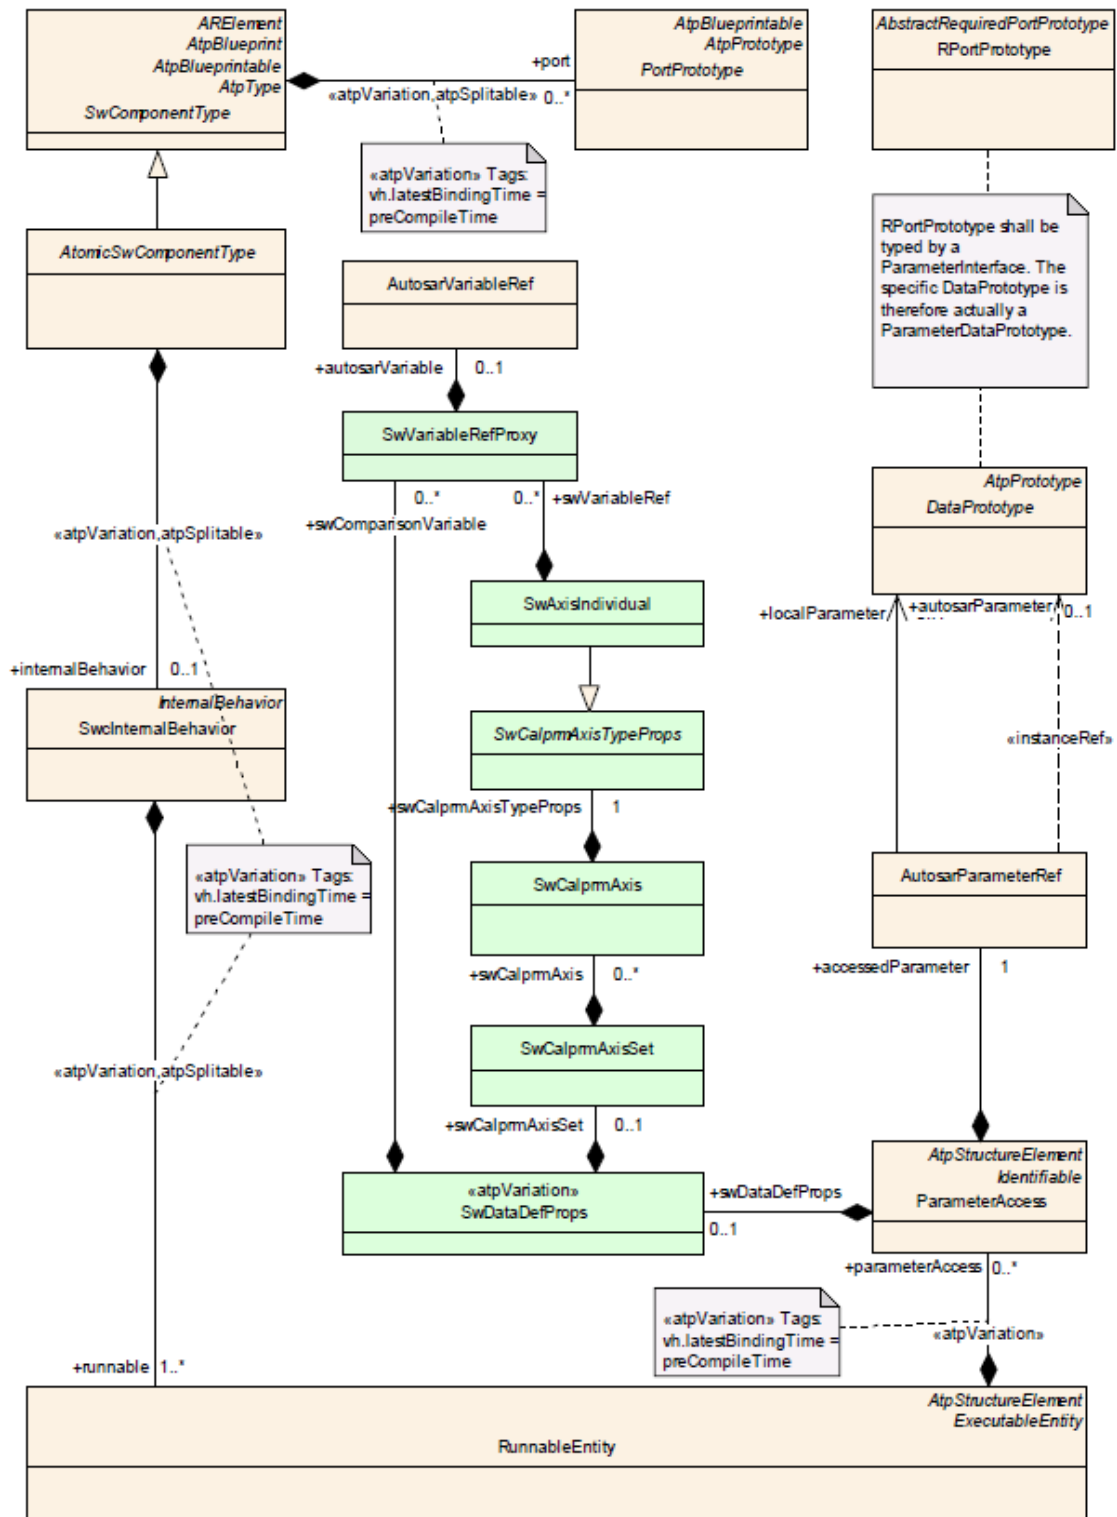 ARElement
AtpBlueprint
AtpBlueprintable
AtpType
SwComponentType
+port
«atpVariation,atpSplitable» 0..*
AtpBlueprintable
AtpPrototype
PortPrototype
AbstractRequiredPortPrototype
RPortPrototype
«atpVariation» Tags:
vh.latestBindingTime =
preCompileTime
RPortPrototype shall be
typed by a
ParameterInterface. The
specific DataPrototype is
therefore actually a
ParameterDataPrototype.
AtomicSwComponentType
AutosarVariableRef
+autosarVariable 0..1
SwVariableRefProxy
0..* 0..* +swVariableRef
+swComparisonVariable
AtpPrototype
DataPrototype
«atpVariation,atpSplitable»
SwAxisIndividual
+localParameter +autosarParameter 0..1
+internalBehavior 0..1
InternalBehavior
SwcInternalBehavior
SwCalprmAxisTypeProps
«instanceRef»
+swCalprmAxisTypeProps 1
«atpVariation» Tags:
vh.latestBindingTime =
preCompileTime
SwCalprmAxis
AutosarParameterRef
+swCalprmAxis 0..*
+accessedParameter 1
SwCalprmAxisSet
«atpVariation,atpSplitable»
+swCalprmAxisSet 0..1
«atpVariation»
SwDataDefProps
+swDataDefProps
0..1
AtpStructureElement
Identifiable
ParameterAccess
+parameterAccess 0..*
«atpVariation» Tags:
vh.latestBindingTime =
preCompileTime
«atpVariation»
+runnable 1..*
AtpStructureElement
ExecutableEntity
RunnableEntity